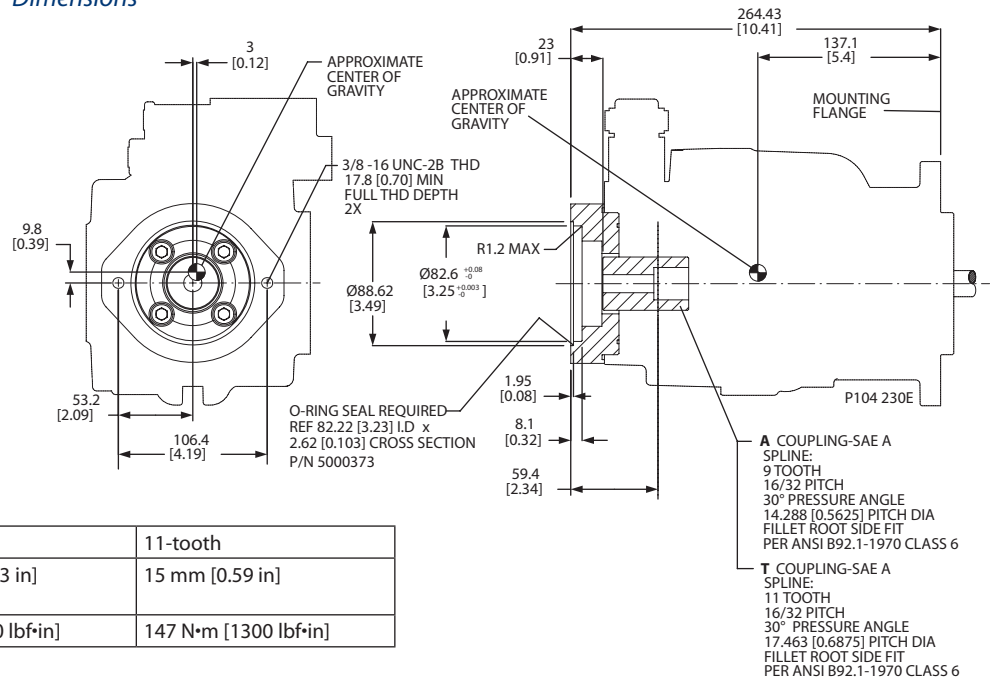 Dimensions
264.43
[10.41]
3
[0.12]
23
[0.91]
137.1
[5.4]
APPROXIMATE
CENTER OF
GRAVITY
APPROXIMATE
CENTER OF
GRAVITY
MOUNTING
FLANGE
3/8 -16 UNC-2B THD
17.8 [0.70] MIN
FULL THD DEPTH
2X
9.8
[0.39]
R1.2 MAX
Ø82.6 +0.08 -0
[3.25 +0.003 -0 ]
Ø88.62
[3.49]
53.2
[2.09]
106.4
[4.19]
O-RING SEAL REQUIRED
REF 82.22 [3.23] I.D x
2.62 [0.103] CROSS SECTION
P/N 5000373
1.95
[0.08]
8.1
[0.32]
59.4
[2.34]
P104 230E
A COUPLING-SAE A
SPLINE:
9 TOOTH
16/32 PITCH
30° PRESSURE ANGLE
14.288 [0.5625] PITCH DIA
FILLET ROOT SIDE FIT
PER ANSI B92.1-1970 CLASS 6
T COUPLING-SAE A
SPLINE:
11 TOOTH
16/32 PITCH
30° PRESSURE ANGLE
17.463 [0.6875] PITCH DIA
FILLET ROOT SIDE FIT
PER ANSI B92.1-1970 CLASS 6
11-tooth
3 in] 15 mm [0.59 in]
lbf•in] 147 N•m [1300 lbf•in]